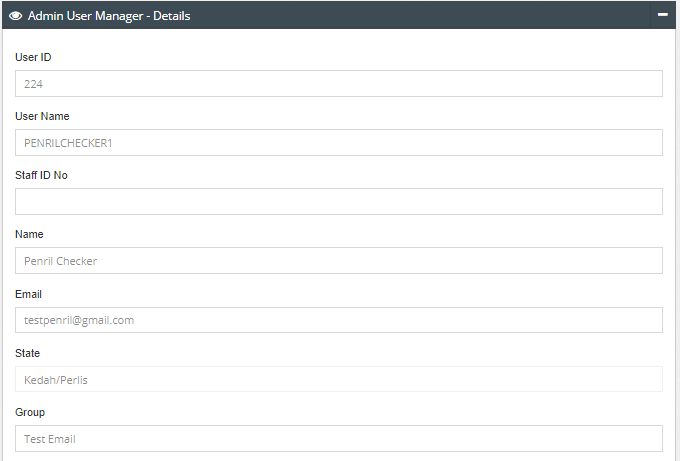 Admin User Manager - Details
User ID
224
User Name
PENRILCHECKER1
Staff ID No
Name
Penril Checker
Email
testpenril@gmail.com
State
Kedah/Perlis
Group
Test Email